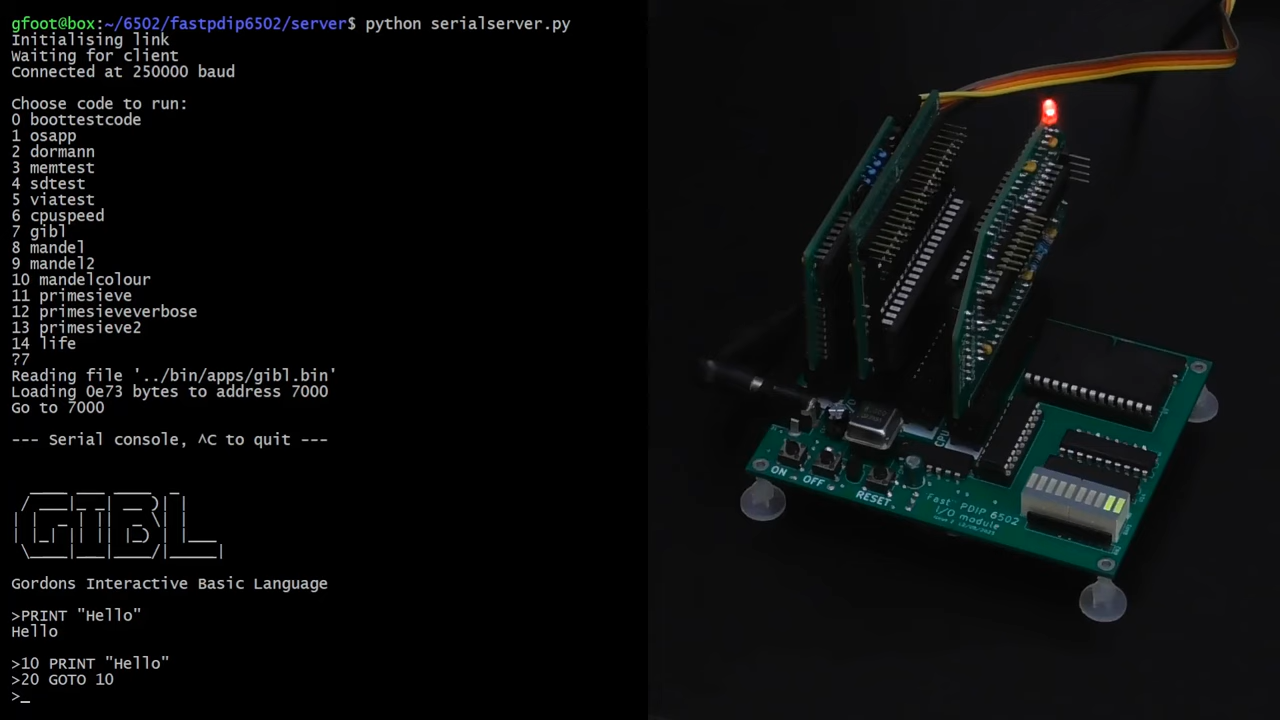 gfoot@box:~/6502/fastpdip6502/server$ python serialserver.py
Initialising link
Waiting for client
Connected at 250000 baud
Choose code to run:
0 boottestcode
1 osapp
2 dormann
3 memtest
4 sdtest
5 viatest
6 cpuspeed
7 gibl
8 mandel
9 mandel2
10 mandelcolour
11 primesieve
12 primesieveverbose
13 primesieve2
14 life
?7
Reading file '../bin/apps/gibl.bin'
Loading 0e73 bytes to address 7000
Go to 7000
--- Serial console, ^C to quit ---
GIBL
Gordons Interactive Basic Language
>PRINT "Hello"
Hello
>10 PRINT "Hello"
>20 GOTO 10
>_
CPU
ON
OFF
RESET
Fast PDIP 6502
I/O module